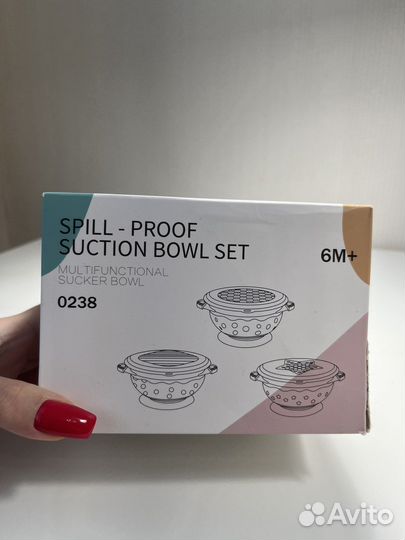 SPILL - PROOF
SUCTION BOWL SET
6M+
MULTIFUNCTIONAL
SUCKER BOWL
0238
Avito